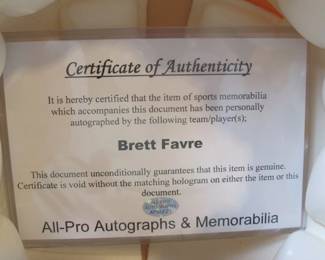 Certificate of Authenticity
It is hereby certified that the item of sports memorabilia
which accompanies this document has been personally
autographed by the following team/player(s);
Brett Favre
This document unconditionally guarantees that this item is genuine.
Certificate is void without the matching hologram on either the item or this
document.
All-Pro Autographs & Memorabilia